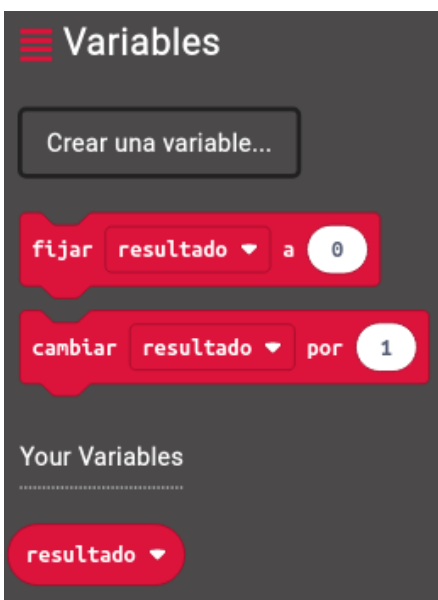 Variables
Crear una variable...
fijar resultado a 0
cambiar resultado por 1
Your Variables
resultado